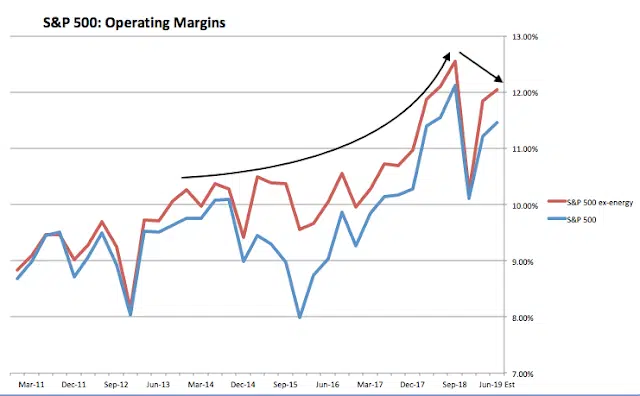 S&P 500: Operating Margins
13.00%
12.00%
11.00%
10.00%
9.00%
8.00%
7.00%
S&P 500 ex-energy
S&P 500
Mar-11 Dec-11 Sep-12 Jun-13 Mar-14 Dec-14 Sep-15 Jun-16 Mar-17 Dec-17 Sep-18 Jun-19 Est